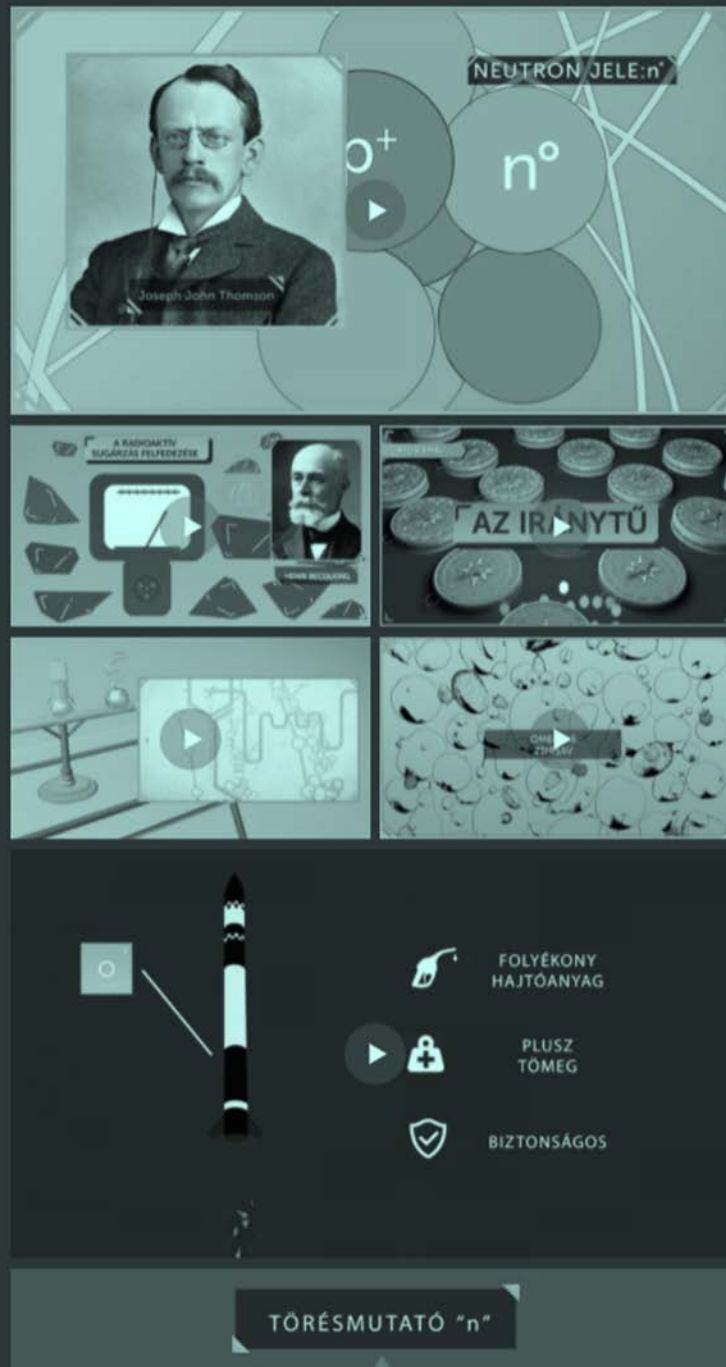 NEUTRON JELE:n°
p⁺
n°
Joseph John Thomson
A RADIOAKTÍV
SUGÁRZÁS FELFEDEZÉSE
HENRI BECQUEREL
AZ IRÁNYTŰ
O
FOLYÉKONY
HAJTÓANYAG
PLUSZ
TÖMEG
BIZTONSÁGOS
TÖRÉSMUTATÓ "n"